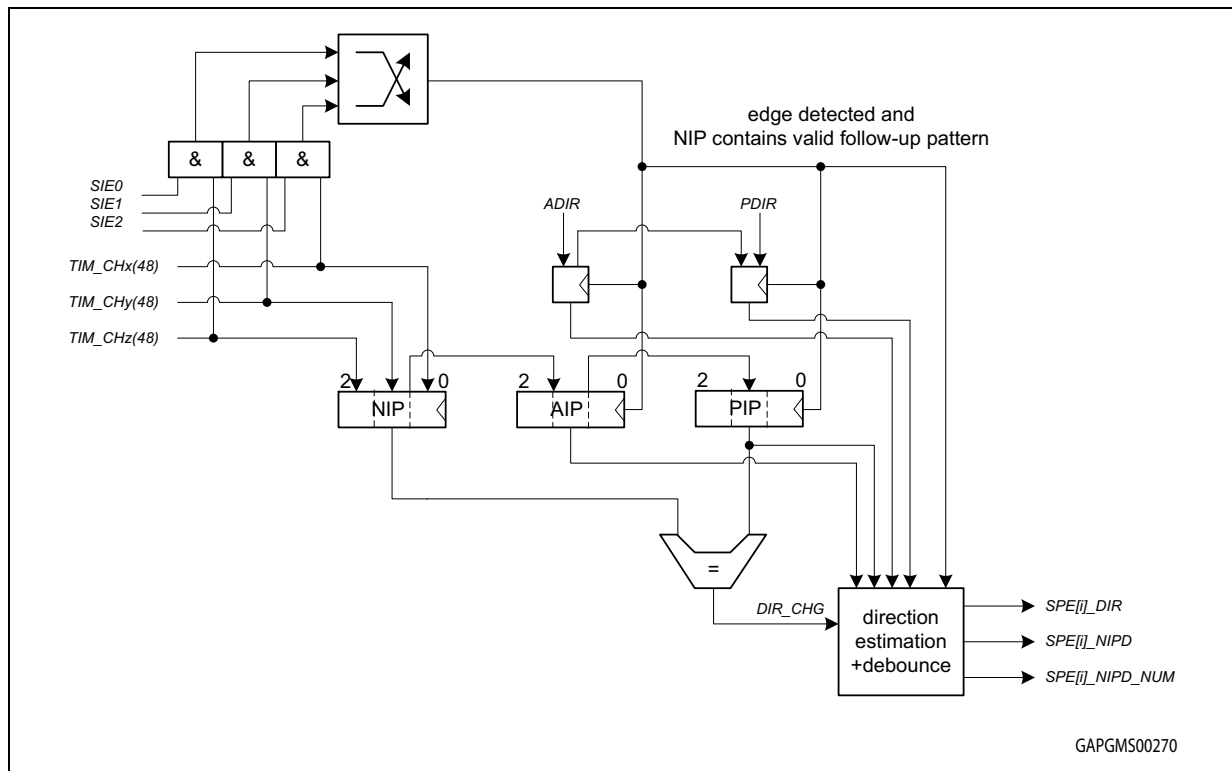 edge detected and
NIP contains valid follow-up pattern
& & &
SIE0
SIE1
SIE2
ADIR
PDIR
TIM_CHx(48)
TIM_CHy(48)
TIM_CHz(48)
2 0
NIP
2 0
AIP
2 0
PIP
=
DIR_CHG
direction
estimation
+debounce
SPE[i]_DIR
SPE[i]_NIPD
SPE[i]_NIPD_NUM
GAPGMS00270